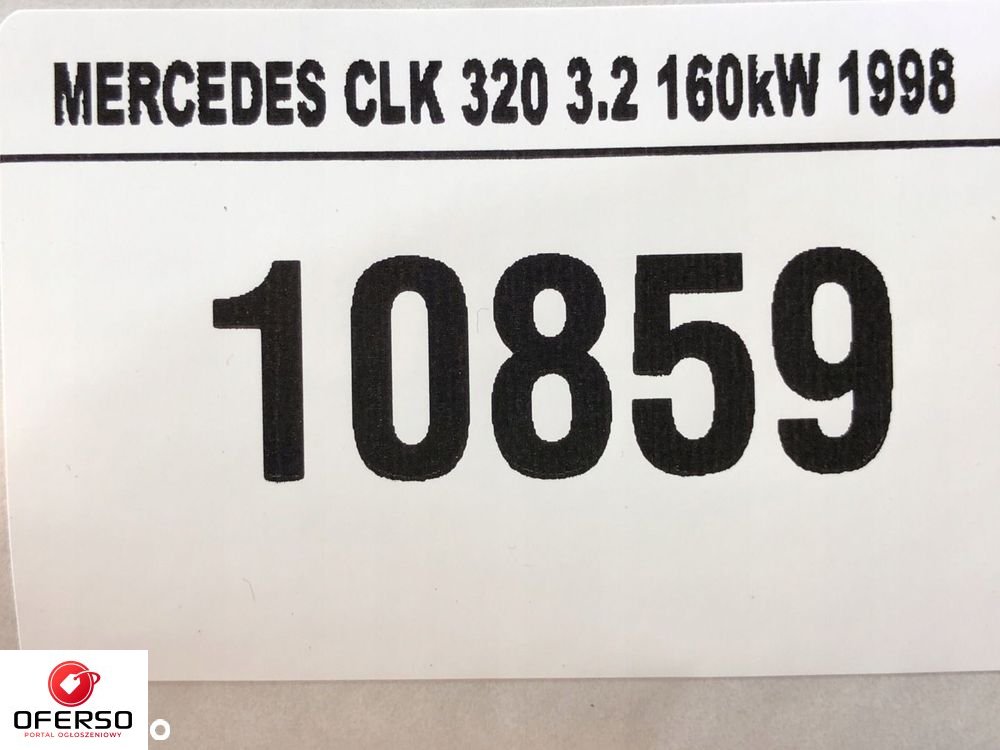 MERCEDES CLK 320 3.2 160kW 1998
10859
OFERSO
PORTAL OGŁOSZENIOWY